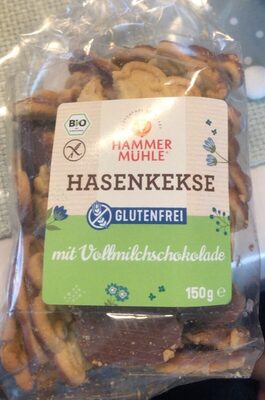 BIO
HAMMER
MÜHLE
HASENKEKSE
GLUTENFREI
mit Vollmilchschokolade
150g e